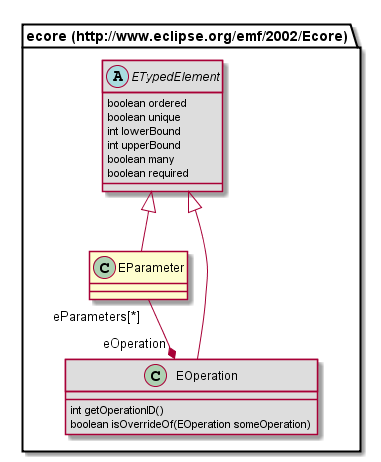 ecore (http://www.eclipse.org/emf/2002/Ecore)
A ETypedElement
boolean ordered
boolean unique
int lowerBound
int upperBound
boolean many
boolean required
C EParameter
eParameters[*]
eOperation
C EOperation
int getOperationID()
boolean isOverrideOf(EOperation someOperation)